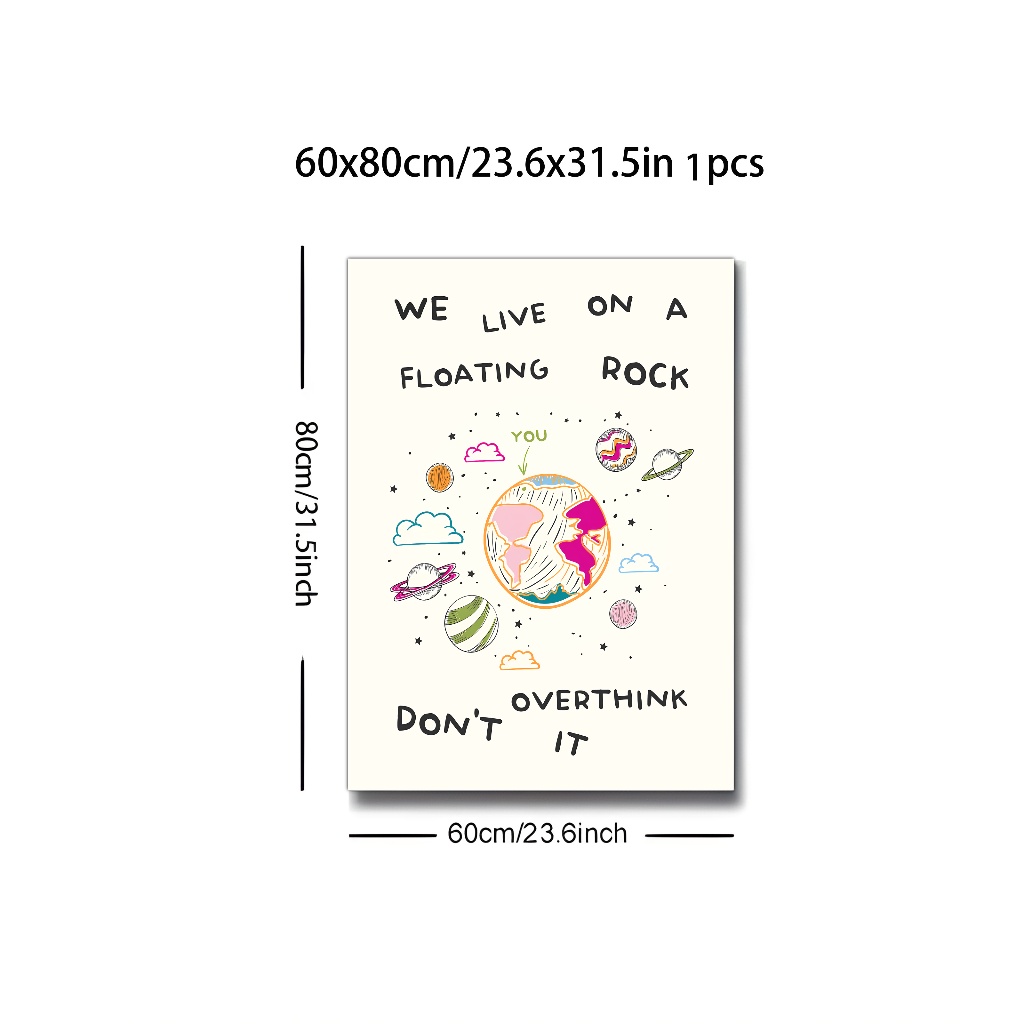 60x80cm/23.6x31.5in 1pcs
WE LIVE ON A
FLOATING ROCK
YOU
80cm/31.5inch
DON'T OVERTHINK
IT
60cm/23.6inch